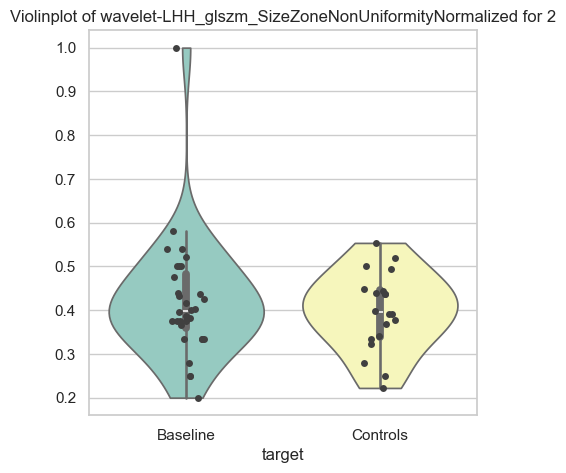 Violinplot of wavelet-LHH_glszm_SizeZoneNonUniformityNormalized for 2
1.0
0.9
0.8
0.7
0.6
0.5
0.4
0.3
0.2
Baseline
Controls
target